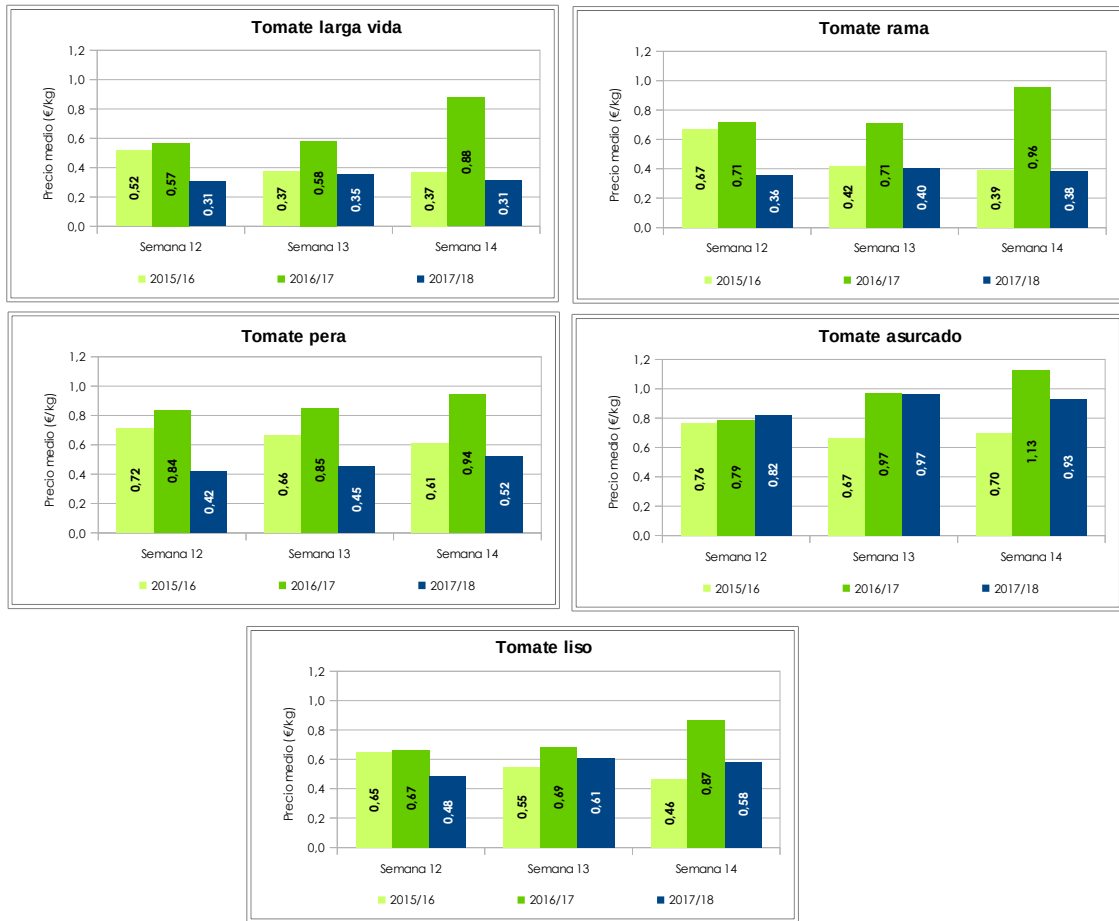 Tomate larga vida
Precio medio (€/kg)
1,2
1,0
0,8
0,6
0,4
0,2
0,0
0,52 0,57 0,31 0,37 0,58 0,35 0,37 0,88 0,31
Semana 12 Semana 13 Semana 14
2015/16 2016/17 2017/18
Tomate rama
Precio medio (€/kg)
1,2
1,0
0,8
0,6
0,4
0,2
0,0
0,67 0,71 0,36 0,42 0,71 0,40 0,39 0,96 0,38
Semana 12 Semana 13 Semana 14
2015/16 2016/17 2017/18
Tomate pera
Precio medio (€/kg)
1,2
1,0
0,8
0,6
0,4
0,2
0,0
0,72 0,84 0,42 0,66 0,85 0,45 0,61 0,94 0,52
Semana 12 Semana 13 Semana 14
2015/16 2016/17 2017/18
Tomate asurcado
Precio medio (€/kg)
1,2
1,0
0,8
0,6
0,4
0,2
0,0
0,76 0,79 0,82 0,67 0,97 0,97 0,70 1,13 0,93
Semana 12 Semana 13 Semana 14
2015/16 2016/17 2017/18
Tomate liso
Precio medio (€/kg)
1,2
1,0
0,8
0,6
0,4
0,2
0,0
0,65 0,67 0,48 0,55 0,69 0,61 0,46 0,87 0,58
Semana 12 Semana 13 Semana 14
2015/16 2016/17 2017/18